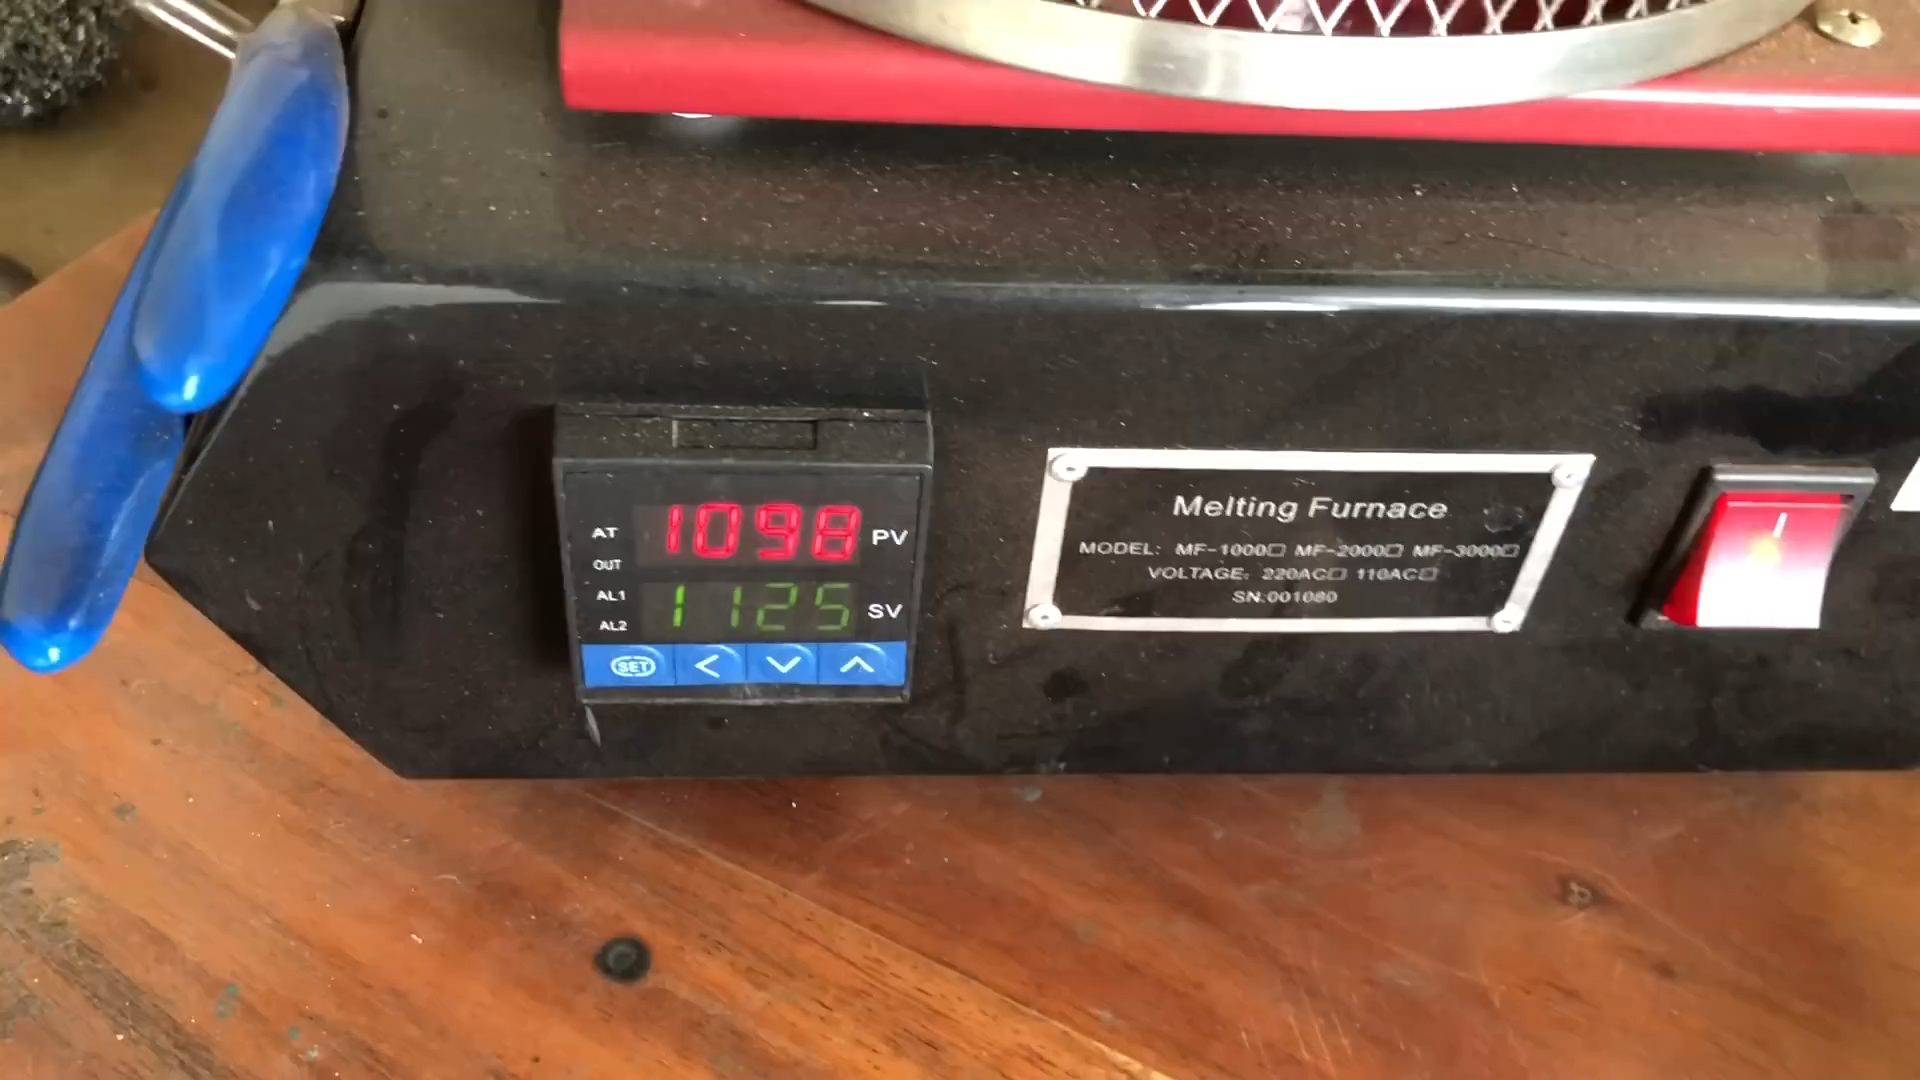 AT 1098 PV
OUT
AL1 1125 SV
AL2
SET < ∨ ∧
Melting Furnace
MODEL: MF-1000□ MF-2000□ MF-3000□
VOLTAGE: 220AC□ 110AC□
SN:001080